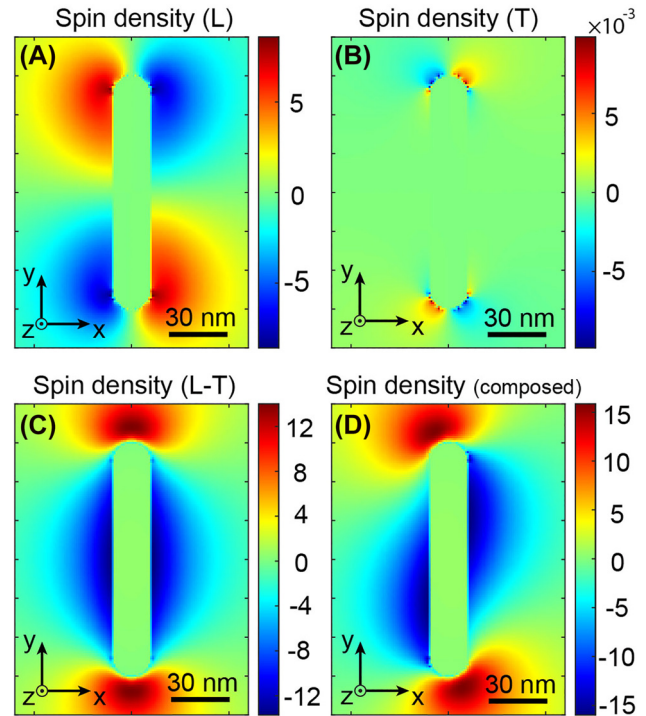 Spin density (L)
Spin density (T)
×10⁻³
(A)
(B)
5
0
-5
5
0
-5
y
z
x
30 nm
y
z
x
30 nm
Spin density (L-T)
Spin density (composed)
(C)
(D)
12
8
4
0
-4
-8
-12
15
10
5
0
-5
-10
-15
y
z
x
30 nm
y
z
x
30 nm